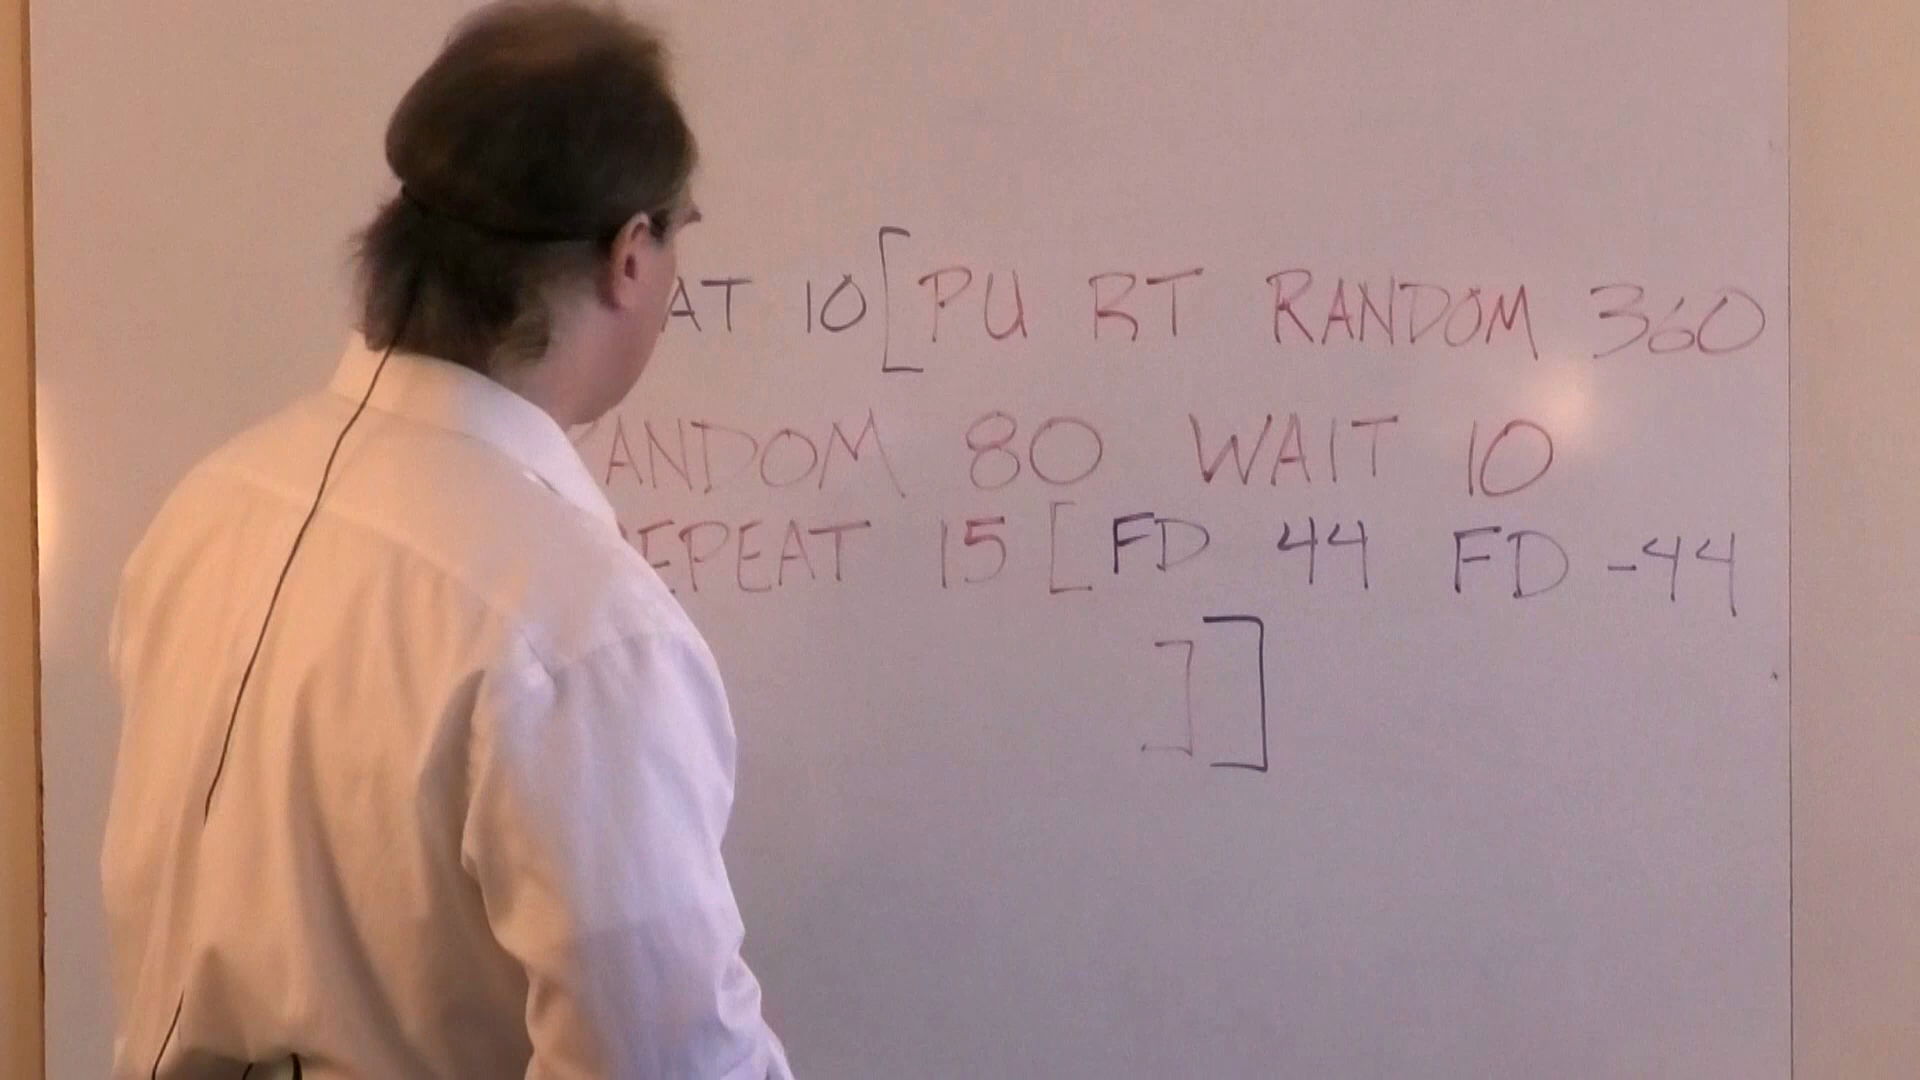 AT 10 [ PU RT RANDOM 360
ANDOM 80 WAIT 10
EPEAT 15 [ FD 44 FD -44
] ]